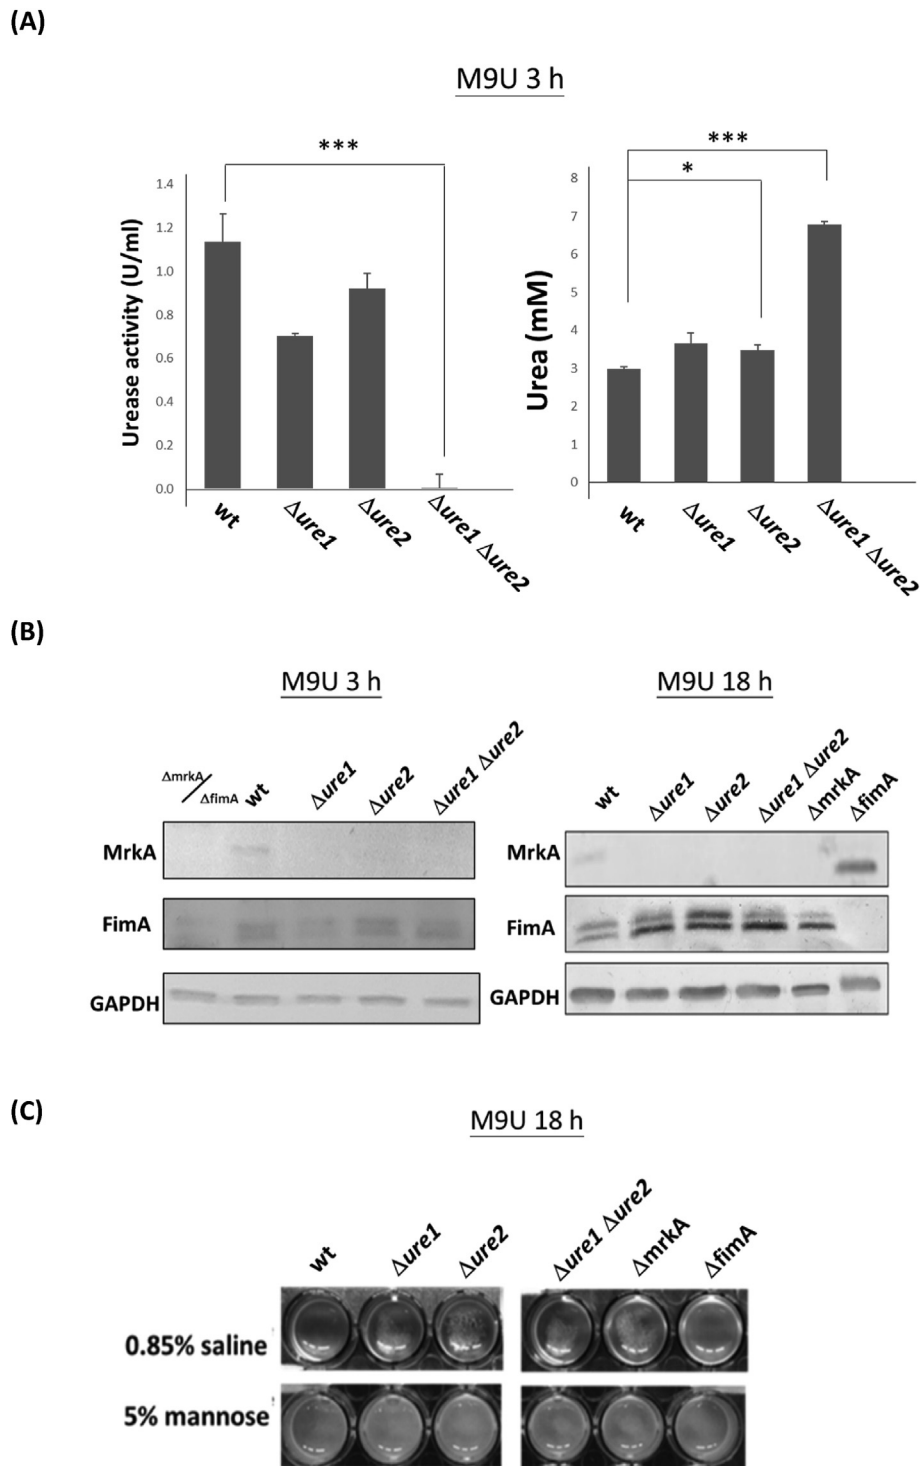 (A)
M9U 3 h
***
Urease activity (U/ml)
1.4
1.2
1.0
0.8
0.6
0.4
0.2
0.0
wt
Δure1
Δure2
Δure1 Δure2
***
*
Urea (mM)
8
7
6
5
4
3
2
1
0
wt
Δure1
Δure2
Δure1 Δure2
(B)
M9U 3 h
ΔmrkA/ΔfimA
wt
Δure1
Δure2
Δure1 Δure2
MrkA
FimA
GAPDH
M9U 18 h
wt
Δure1
Δure2
Δure1 Δure2
ΔmrkA
ΔfimA
MrkA
FimA
GAPDH
(C)
M9U 18 h
wt
Δure1
Δure2
Δure1 Δure2
ΔmrkA
ΔfimA
0.85% saline
5% mannose